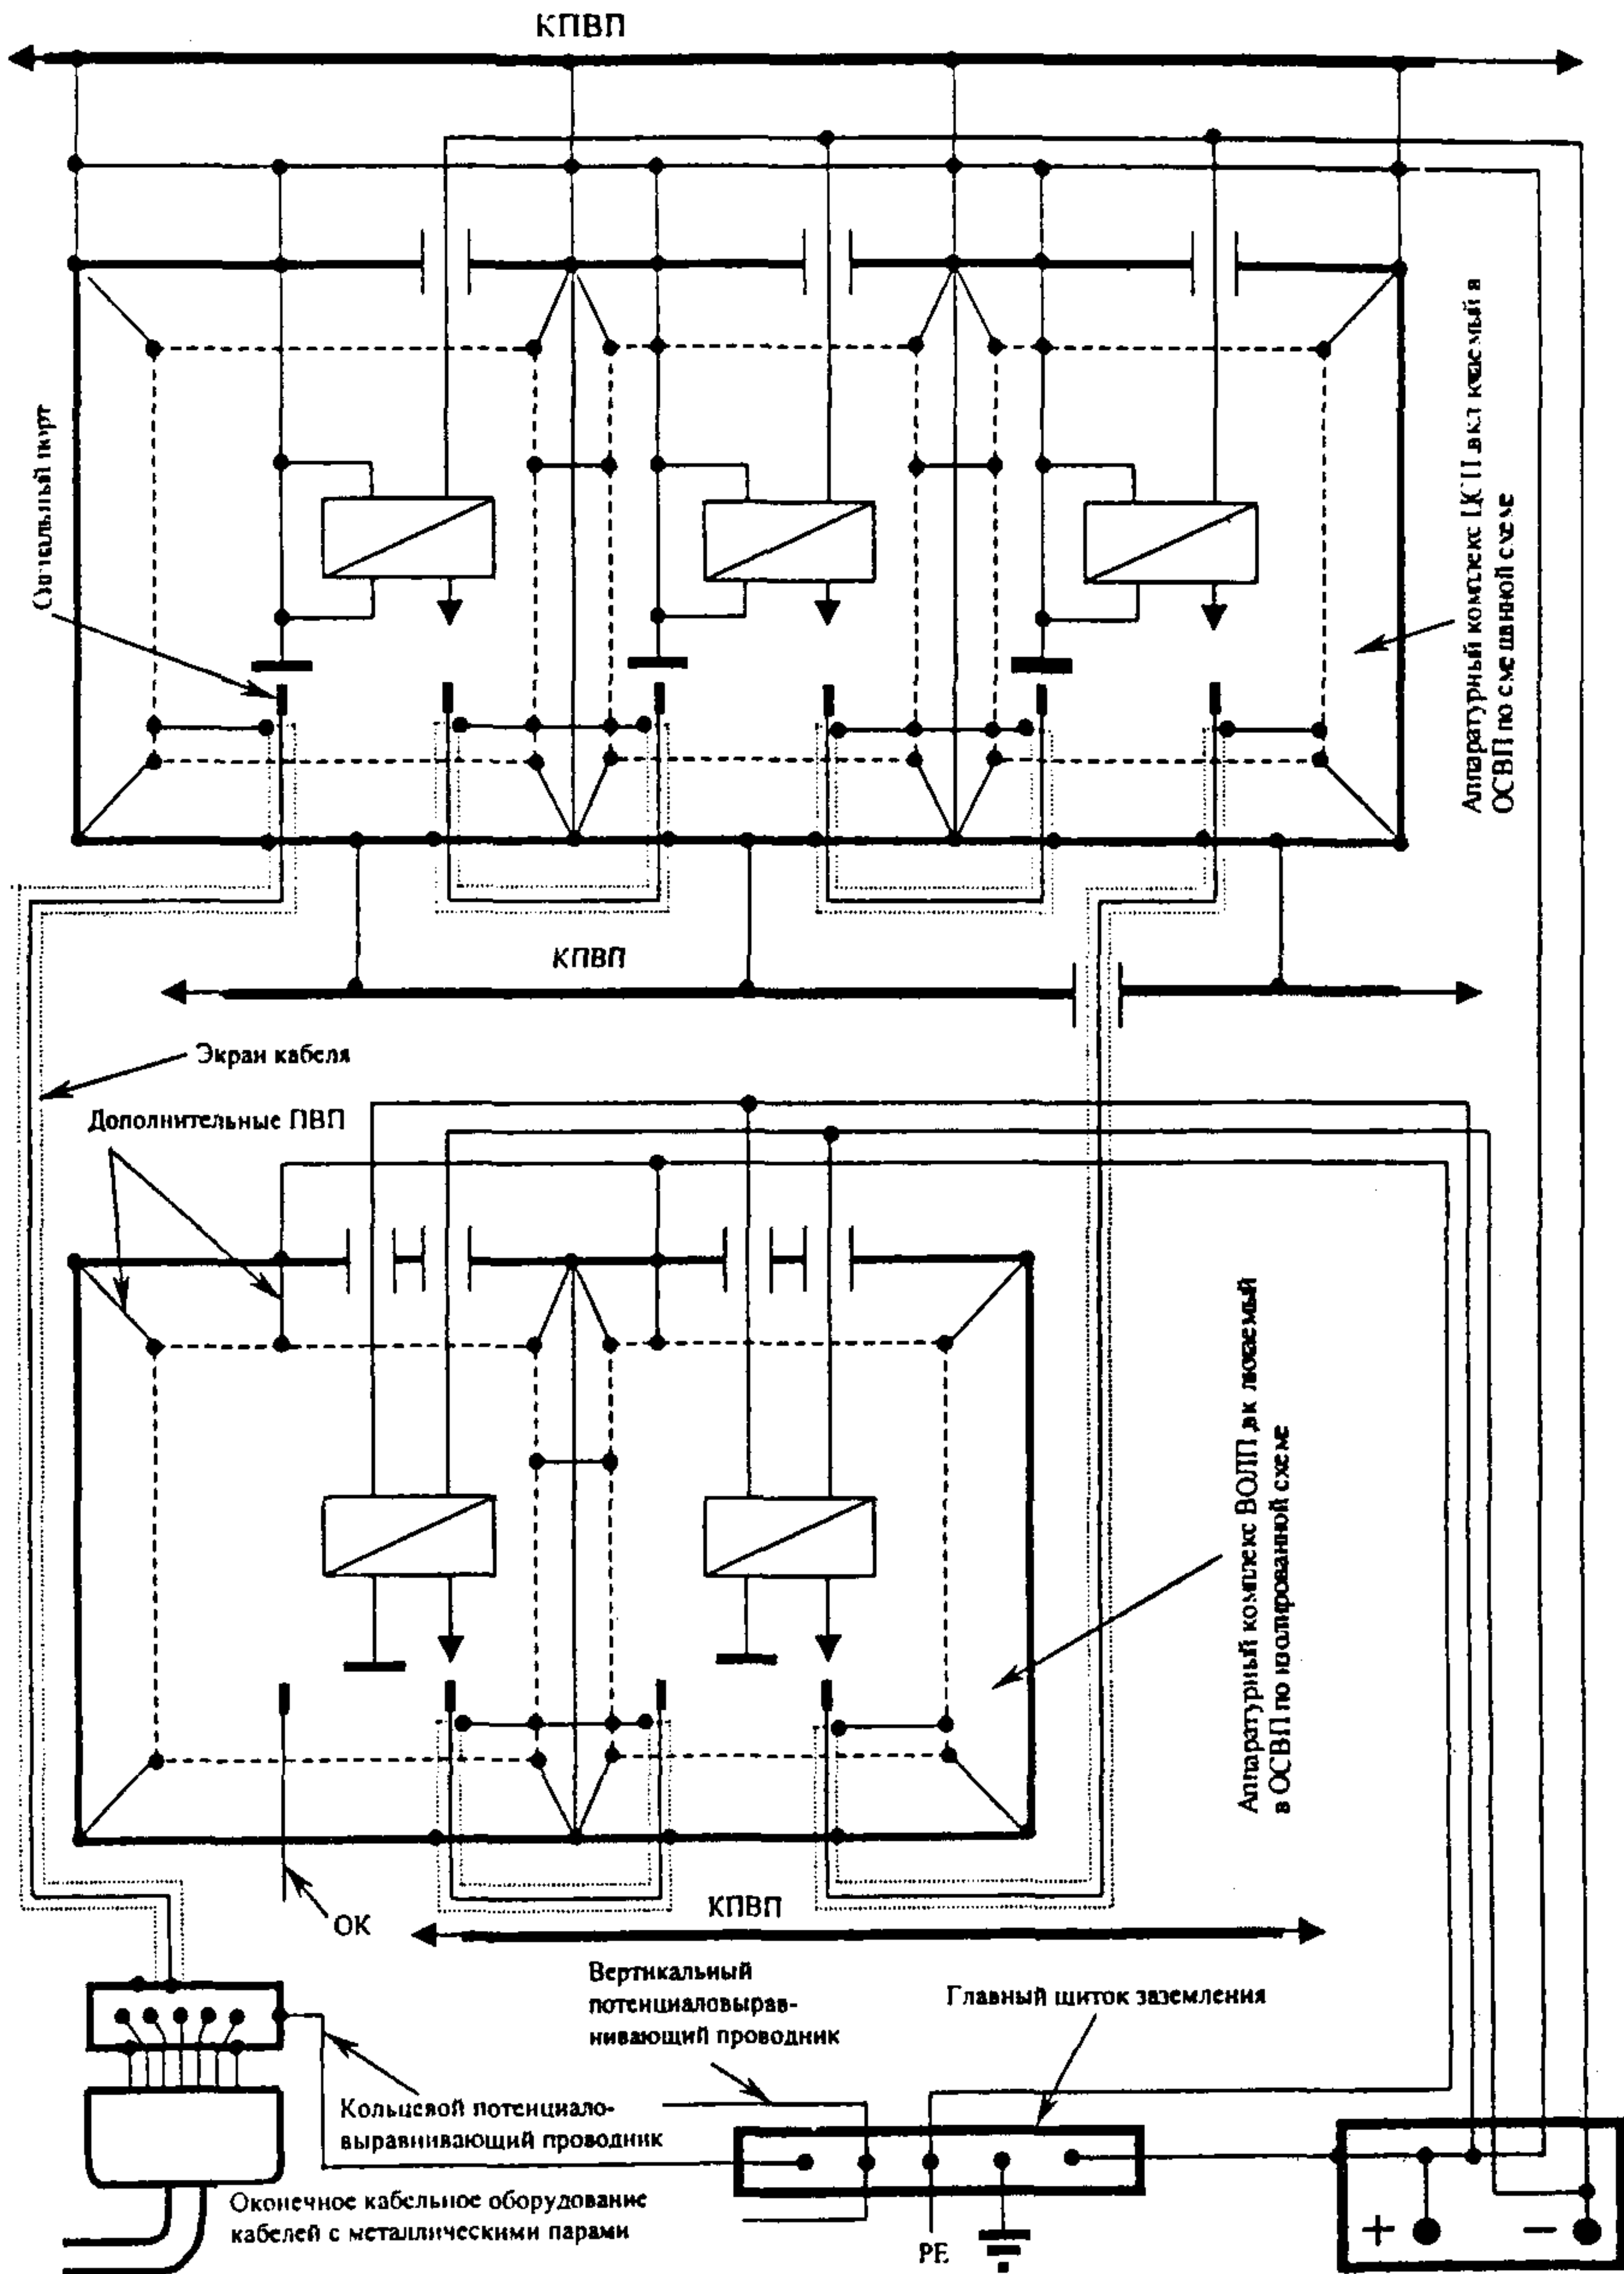 КПВП
Сигнальный порт
Аппаратурный комплекс ЦСП включаемый в
ОСВП по смешанной схеме
КПВП
Экран кабеля
Дополнительные ПВП
Аппаратурный комплекс ВОЛП включаемый
в ОСВП по изолированной схеме
ОК
КПВП
Вертикальный
потенциаловырав-
нивающий проводник
Главный щиток заземления
Кольцевой потенциало-
выравнивающий проводник
Оконечное кабельное оборудование
кабелей с металлическими парами
PE
+
−